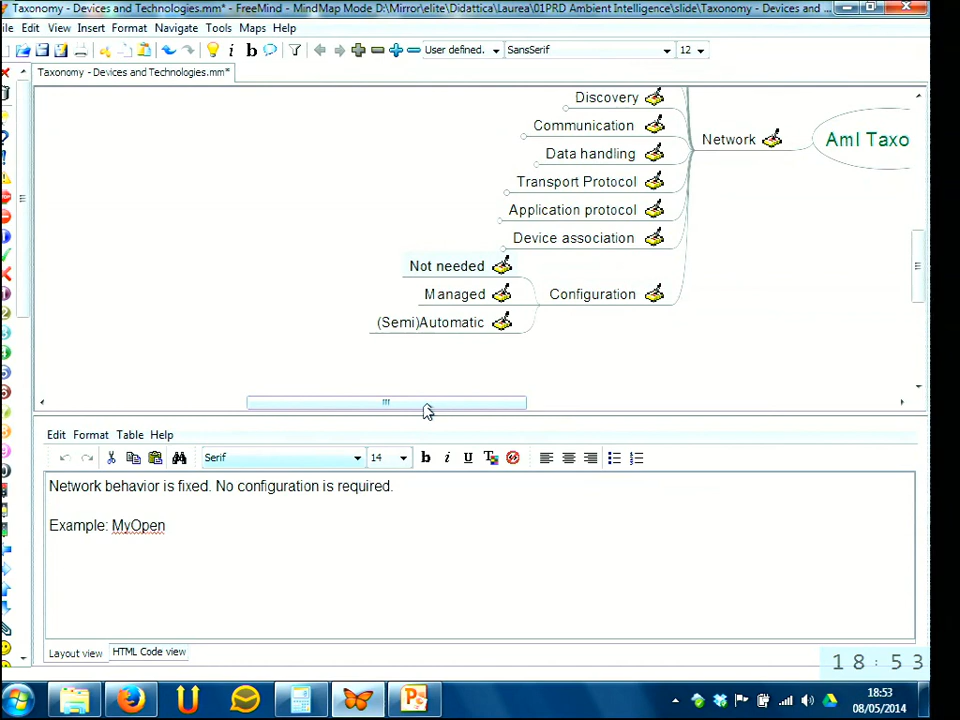 Taxonomy - Devices and Technologies.mm* - FreeMind - MindMap Mode D:\Mirror\elite\Didattica\Laurea\01PRD Ambient Intelligence\slide\Taxonomy - Devices and ...
ile Edit View Insert Format Navigate Tools Maps Help
User defined. SansSerif 12
Taxonomy - Devices and Technologies.mm*
Discovery
Communication
Data handling
Transport Protocol
Application protocol
Device association
Network
AmI Taxo
Not needed
Managed
(Semi)Automatic
Configuration
Edit Format Table Help
Serif 14
Network behavior is fixed. No configuration is required.
Example: MyOpen
Layout view HTML Code view
18:53
18:53
08/05/2014